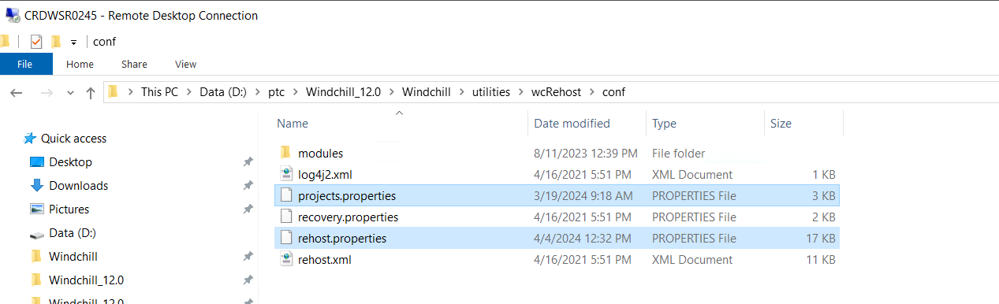 CRDWSR0245 - Remote Desktop Connection
conf
File Home Share View
This PC Data (D:) ptc Windchill_12.0 Windchill utilities wcRehost conf
Name Date modified Type Size
Quick access
Desktop
Downloads
Pictures
Data (D:)
Windchill
Windchill_12.0
Windchill_12.0
modules 8/11/2023 12:39 PM File folder
log4j2.xml 4/16/2021 5:51 PM XML Document 1 KB
projects.properties 3/19/2024 9:18 AM PROPERTIES File 3 KB
recovery.properties 4/16/2021 5:51 PM PROPERTIES File 2 KB
rehost.properties 4/4/2024 12:32 PM PROPERTIES File 17 KB
rehost.xml 4/16/2021 5:51 PM XML Document 11 KB